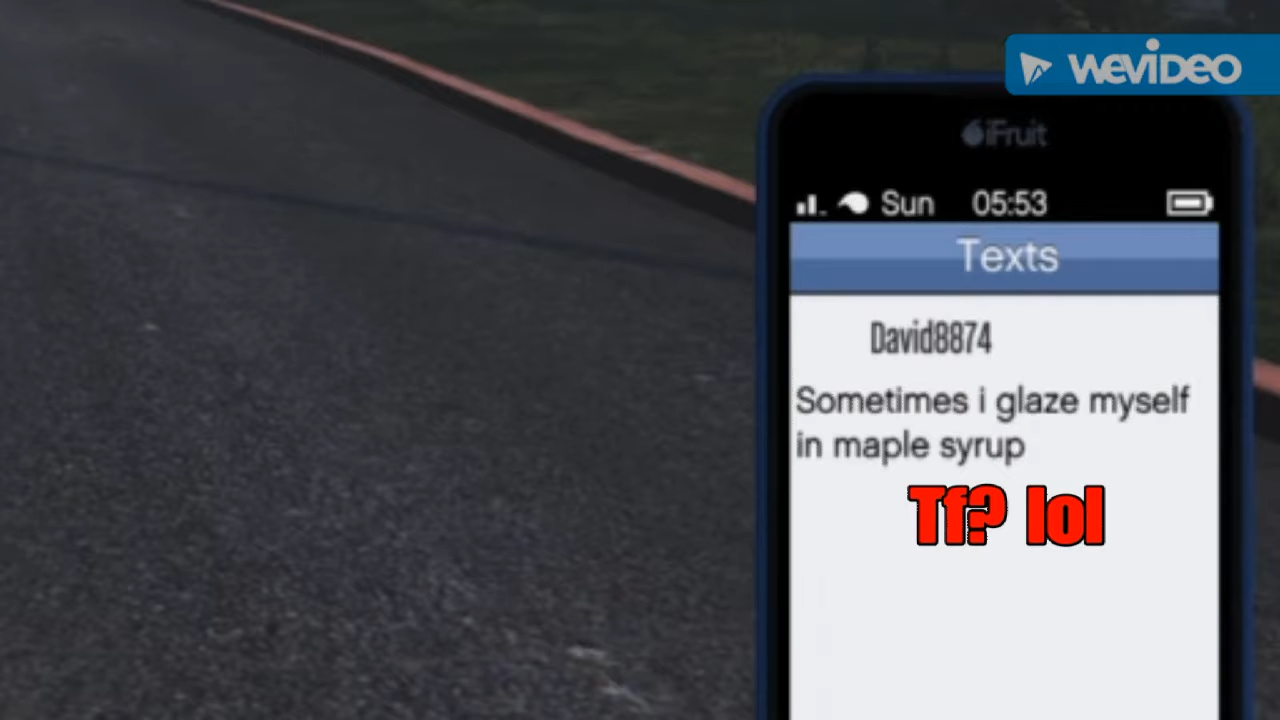 WEVIDEO
iFruit
Sun 05:53
Texts
David8874
Sometimes i glaze myself
in maple syrup
Tf? lol